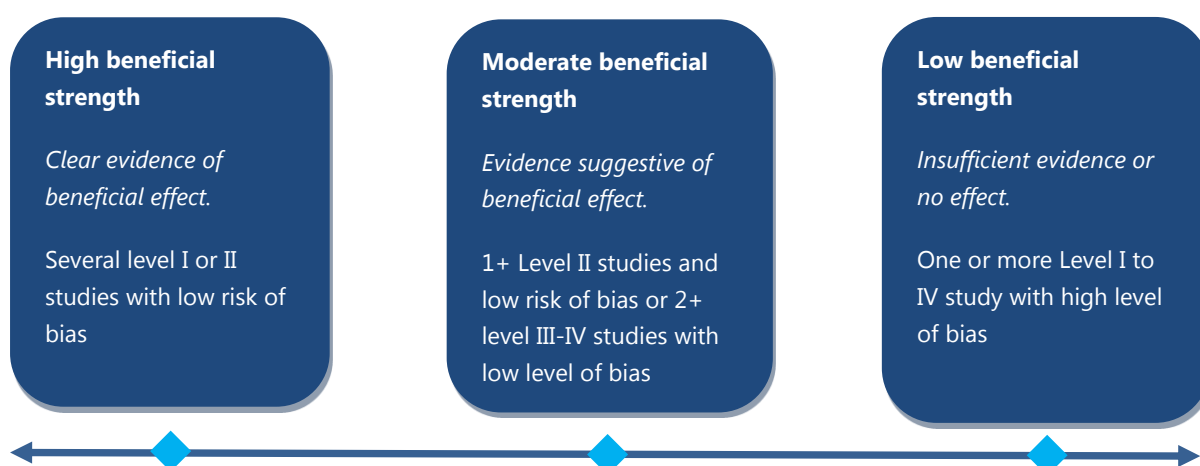 High beneficial
strength
Clear evidence of
beneficial effect.
Several level I or II
studies with low risk of
bias
Moderate beneficial
strength
Evidence suggestive of
beneficial effect.
1+ Level II studies and
low risk of bias or 2+
level III-IV studies with
low level of bias
Low beneficial
strength
Insufficient evidence or
no effect.
One or more Level I to
IV study with high level
of bias